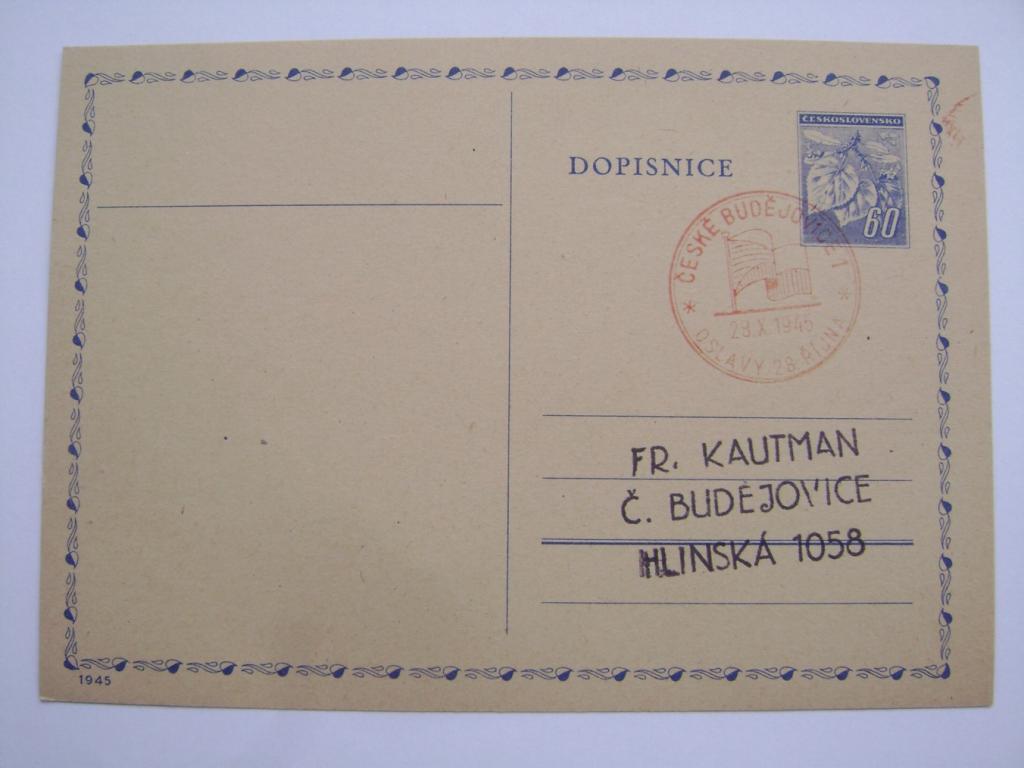 ČESKOSLOVENSKO
DOPISNICE
60
* ČESKÉ BUDĚJOVICE 1 *
28.X.1945
OSLAVY 28. ŘÍJNA
FR. KAUTMAN
Č. BUDĚJOVICE
HLINSKÁ 1058
1945